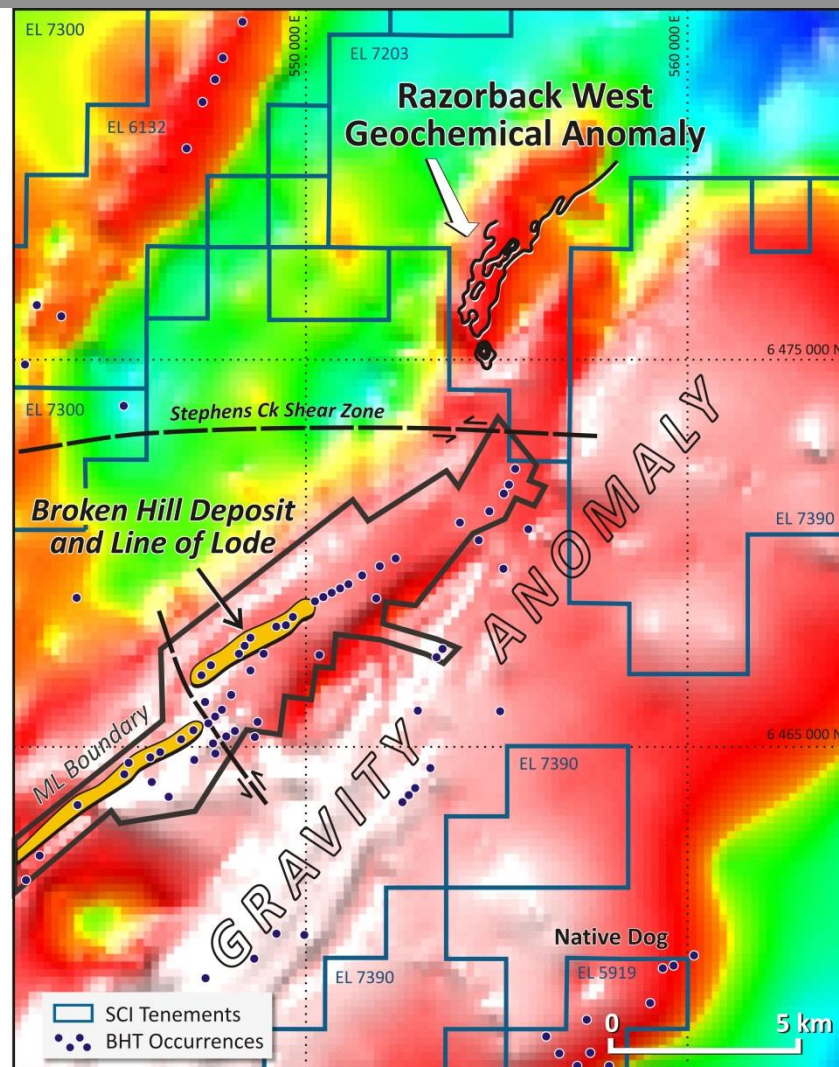 EL 7300
550 000 E
EL 7203
560 000 E
Razorback West
Geochemical Anomaly
EL 6132
6 475 000 N
EL 7300
Stephens Ck Shear Zone
Broken Hill Deposit
and Line of Lode
EL 7390
GRAVITY ANOMALY
ML Boundary
6 465 000 N
EL 7390
Native Dog
EL 7390
EL 5919
SCI Tenements
BHT Occurrences
0 5 km